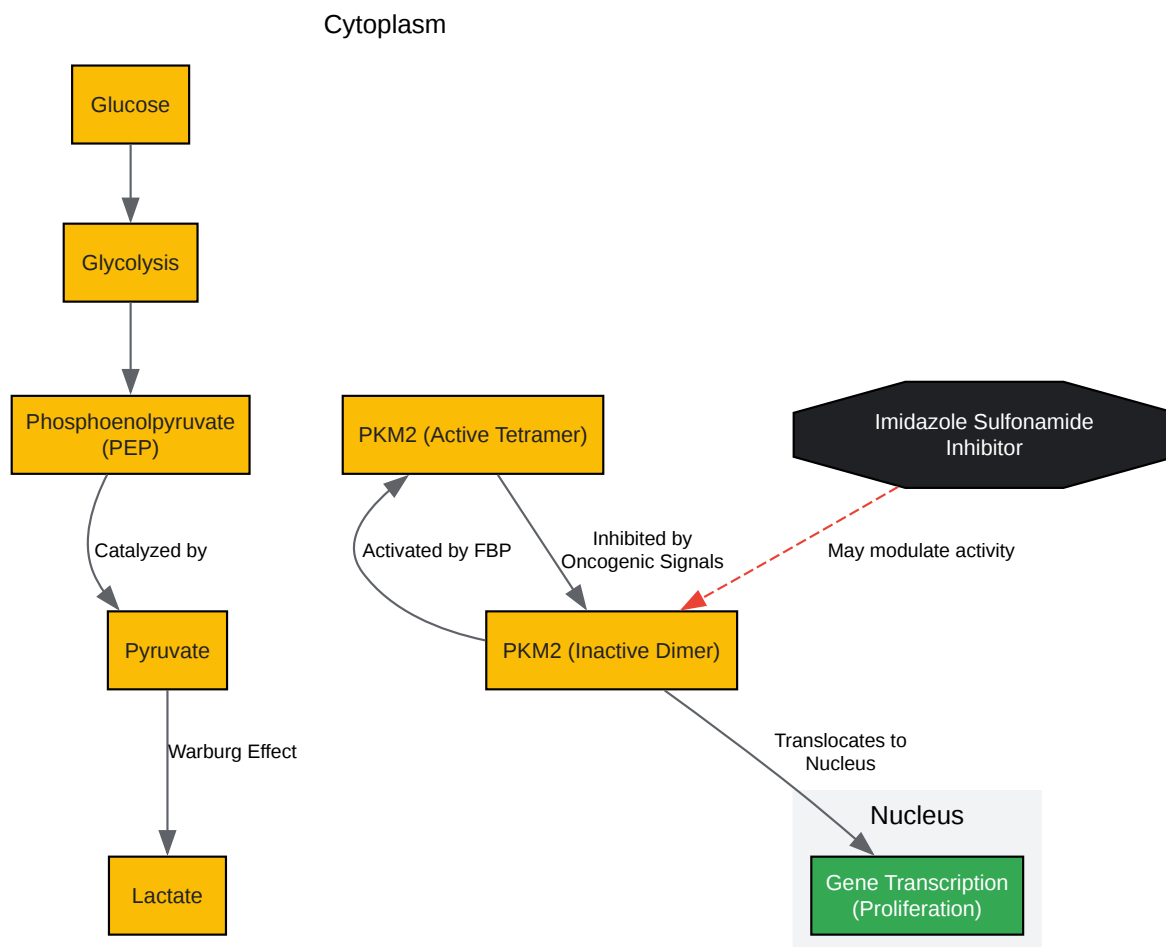 Cytoplasm
Glucose
Glycolysis
Phosphoenolpyruvate
(PEP)
PKM2 (Active Tetramer)
Imidazole Sulfonamide
Inhibitor
Catalyzed by
Activated by FBP
Inhibited by
Oncogenic Signals
May modulate activity
Pyruvate
PKM2 (Inactive Dimer)
Warburg Effect
Translocates to
Nucleus
Nucleus
Lactate
Gene Transcription
(Proliferation)